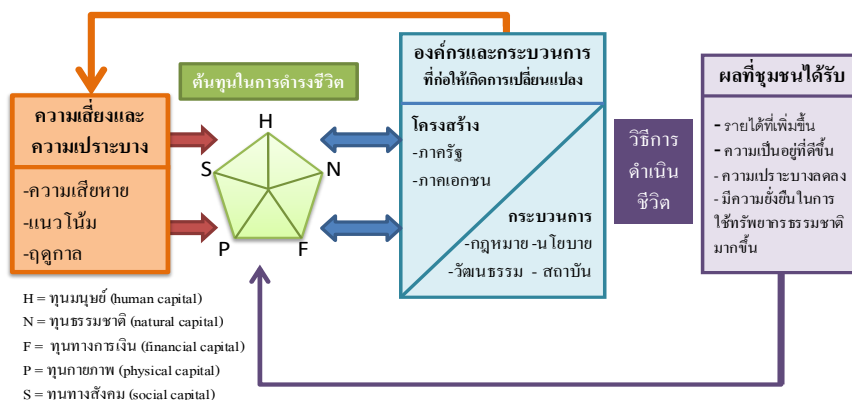 ความเสี่ยงและ
ความเปราะบาง
-ความเสียหาย
-แนวโน้ม
-ฤดูกาล
ต้นทุนในการดำรงชีวิต
H
S
N
P
F
องค์กรและกระบวนการ
ที่ก่อให้เกิดการเปลี่ยนแปลง
โครงสร้าง
-ภาครัฐ
-ภาคเอกชน
กระบวนการ
-กฎหมาย -นโยบาย
-วัฒนธรรม - สถาบัน
วิธีการ
ดำเนิน
ชีวิต
ผลที่ชุมชนได้รับ
- รายได้ที่เพิ่มขึ้น
- ความเป็นอยู่ที่ดีขึ้น
- ความเปราะบางลดลง
- มีความยั่งยืนในการ
ใช้ทรัพยากรธรรมชาติ
มากขึ้น
H = ทุนมนุษย์ (human capital)
N = ทุนธรรมชาติ (natural capital)
F = ทุนทางการเงิน (financial capital)
P = ทุนกายภาพ (physical capital)
S = ทุนทางสังคม (social capital)